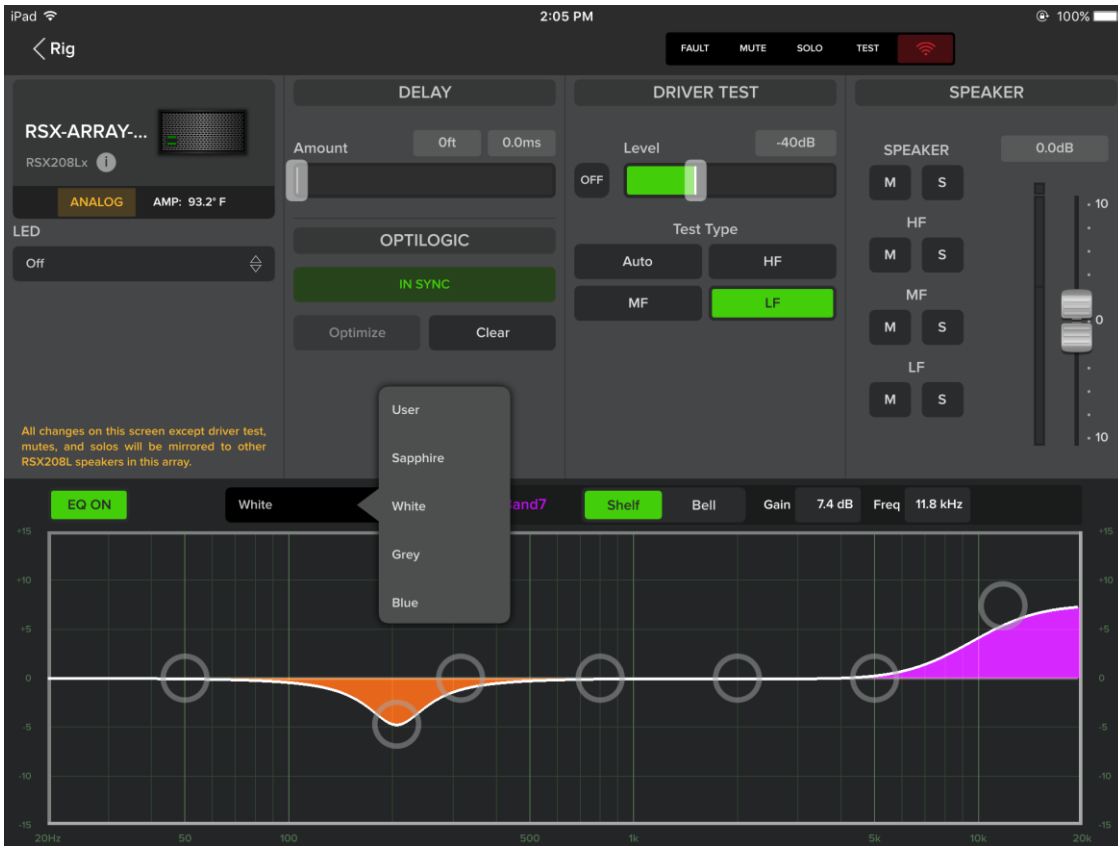 iPad 2:05 PM 100%
Rig FAULT MUTE SOLO TEST
DELAY DRIVER TEST SPEAKER
RSX-ARRAY-...
RSX208Lx i
ANALOG AMP: 93.2° F
LED
Off
Amount 0ft 0.0ms
OPTILOGIC
IN SYNC
Optimize Clear
Level -40dB
OFF
Test Type
Auto HF
MF LF
SPEAKER 0.0dB
M S
HF
M S
MF
M S
LF
M S
10
0
10
All changes on this screen except driver test,
mutes, and solos will be mirrored to other
RSX208L speakers in this array.
User
Sapphire
White
Grey
Blue
EQ ON White and7 Shelf Bell Gain 7.4 dB Freq 11.8 kHz
+15 +15
+10 +10
+5 +5
0 0
-5 -5
-10 -10
-15 -15
20Hz 50 100 500 1k 5k 10k 20k